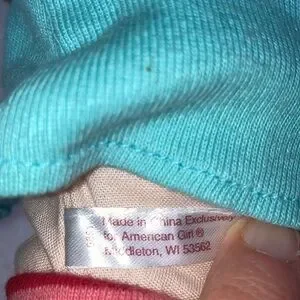 Made in China Exclusively
for American Girl®
Middleton, WI 53562